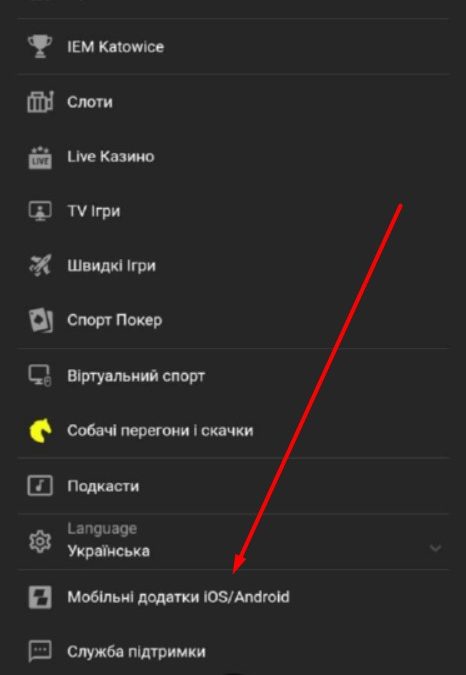 IEM Katowice
Слоти
LIVE
Live Казино
TV Ігри
Швидкі Ігри
Спорт Покер
Віртуальний спорт
Собачі перегони і скачки
Подкасти
Language
Українська
Мобільні додатки iOS/Android
Служба підтримки